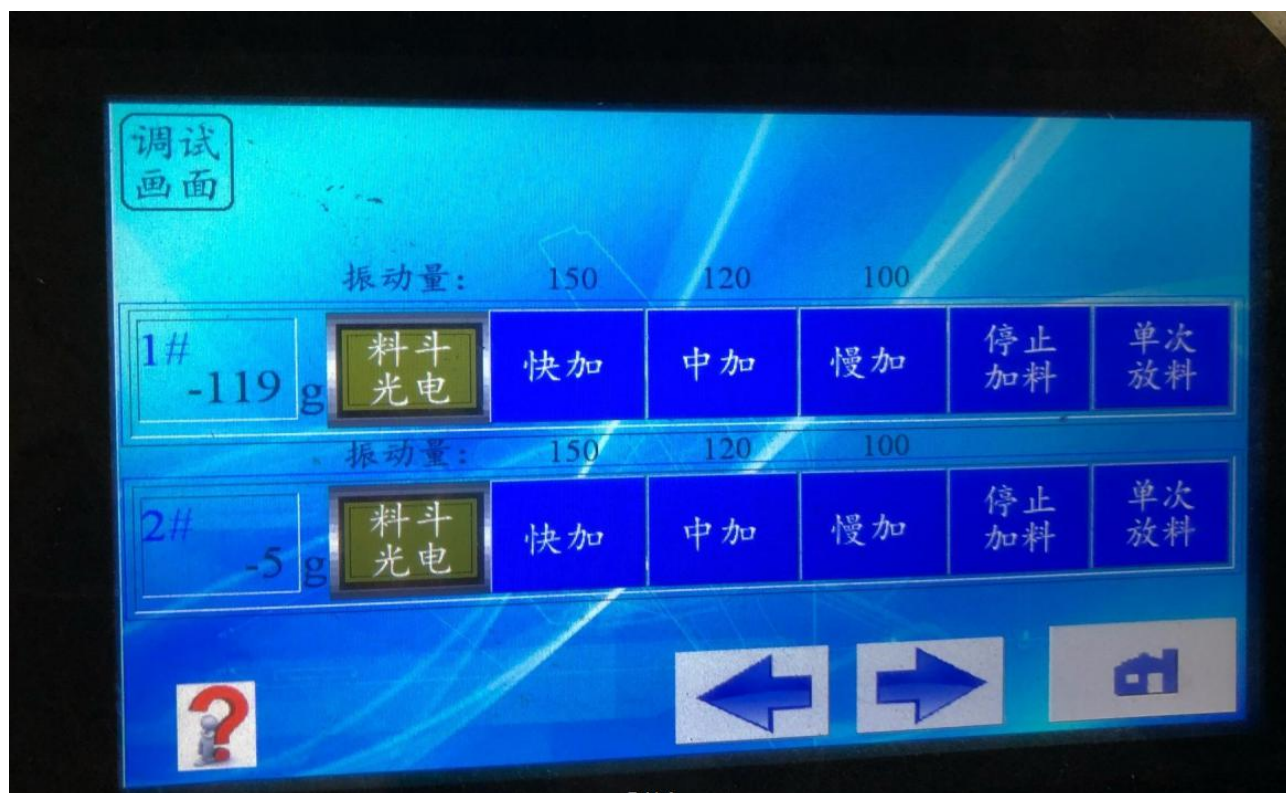 调试
画面
振动量: 150 120 100
1# -119 g 料斗光电 快加 中加 慢加 停止加料 单次放料
振动量: 150 120 100
2# -5 g 料斗光电 快加 中加 慢加 停止加料 单次放料
?